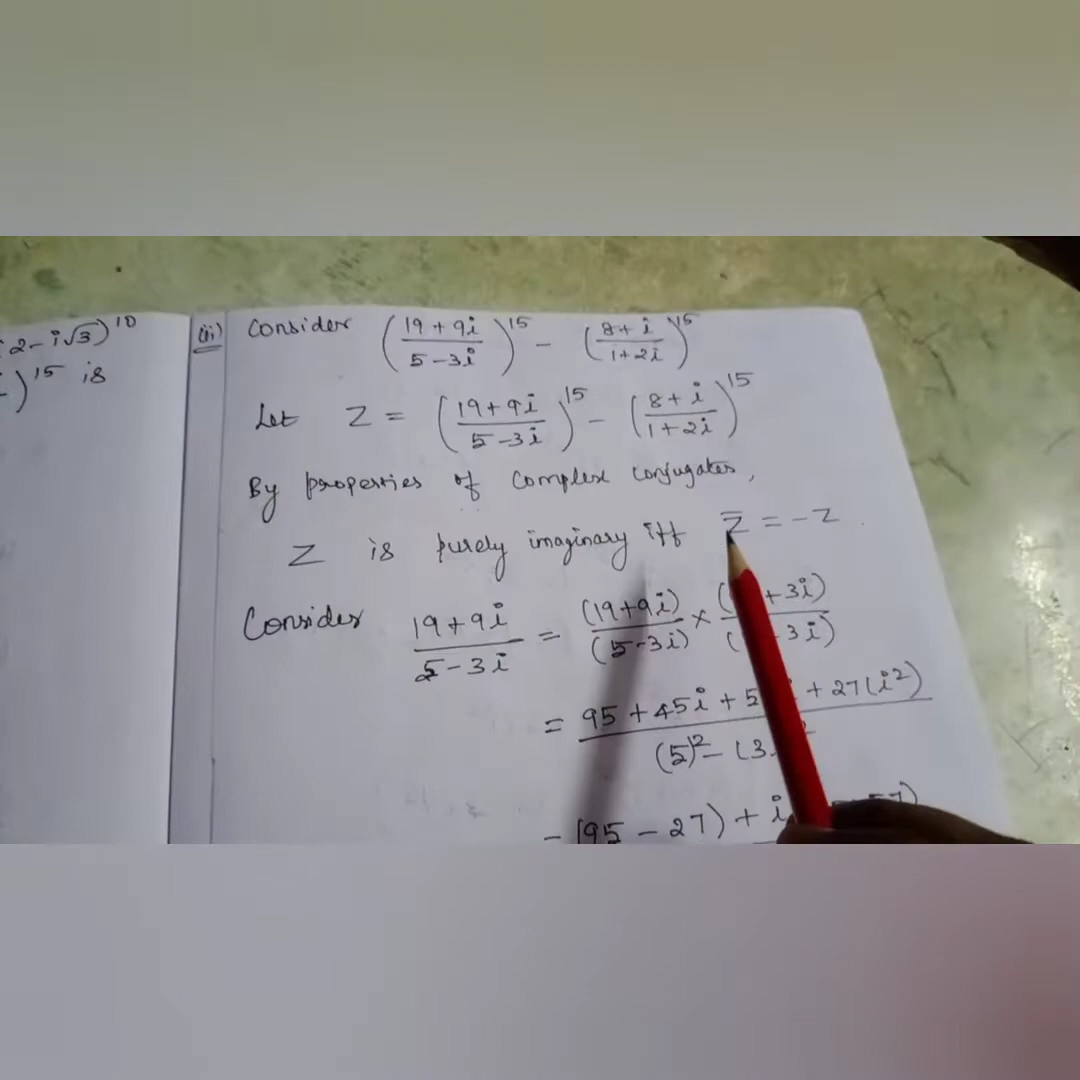 2-i√3)^10
)^15 is
(ii) Consider ((19+9i)/(5-3i))^15 - ((8+i)/(1+2i))^15
Let Z = ((19+9i)/(5-3i))^15 - ((8+i)/(1+2i))^15
By properties of complex conjugates,
Z is purely imaginary iff z̅ = -z
Consider (19+9i)/(5-3i) = (19+9i)/(5-3i) × ( +3i)/( 3i)
= (95+45i+5 +27(i²))/((5)²-(3
(95-27)+i 57)